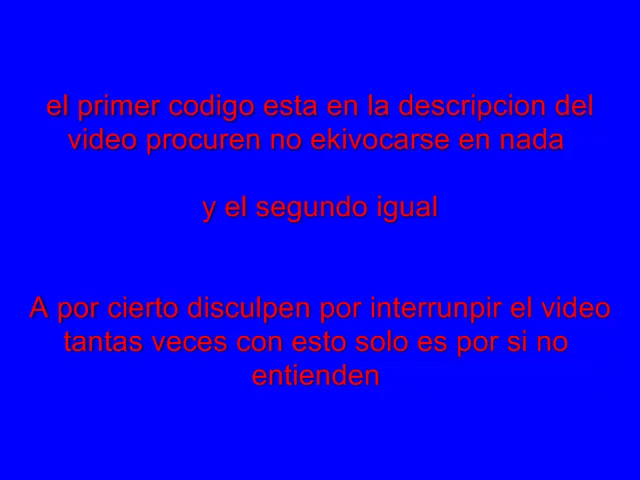 el primer codigo esta en la descripcion del
video procuren no ekivocarse en nada
y el segundo igual
A por cierto disculpen por interrunpir el video
tantas veces con esto solo es por si no
entienden